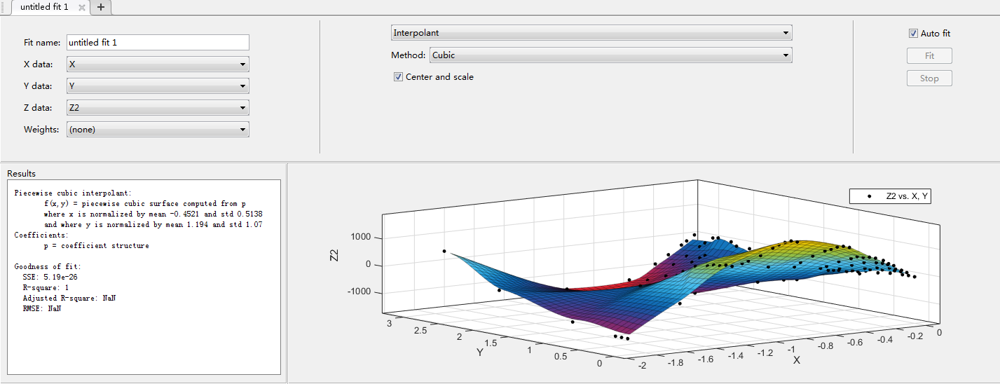 untitled fit 1
Fit name: untitled fit 1
X data: X
Y data: Y
Z data: Z2
Weights: (none)
Interpolant
Method: Cubic
Center and scale
Auto fit
Fit
Stop
Results
Piecewise cubic interpolant:
f(x,y) = piecewise cubic surface computed from p
where x is normalized by mean -0.4521 and std 0.5138
and where y is normalized by mean 1.194 and std 1.07
Coefficients:
p = coefficient structure
Goodness of fit:
SSE: 5.19e-26
R-square: 1
Adjusted R-square: NaN
RMSE: NaN
Z2 vs. X, Y
Z2
1000
0
-1000
3
2.5
2
1.5
1
0.5
0
Y
-2
-1.8
-1.6
-1.4
-1.2
-1
-0.8
-0.6
-0.4
-0.2
0
X